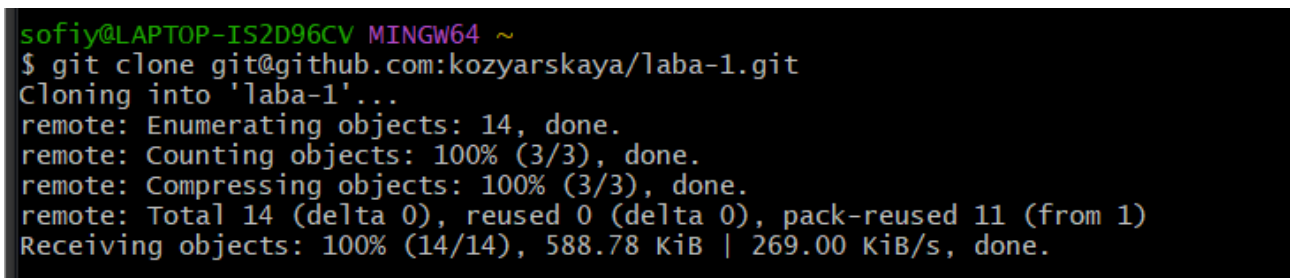 sofiy@LAPTOP-IS2D96CV MINGW64 ~
$ git clone git@github.com:kozyarskaya/laba-1.git
Cloning into 'laba-1'...
remote: Enumerating objects: 14, done.
remote: Counting objects: 100% (3/3), done.
remote: Compressing objects: 100% (3/3), done.
remote: Total 14 (delta 0), reused 0 (delta 0), pack-reused 11 (from 1)
Receiving objects: 100% (14/14), 588.78 KiB | 269.00 KiB/s, done.